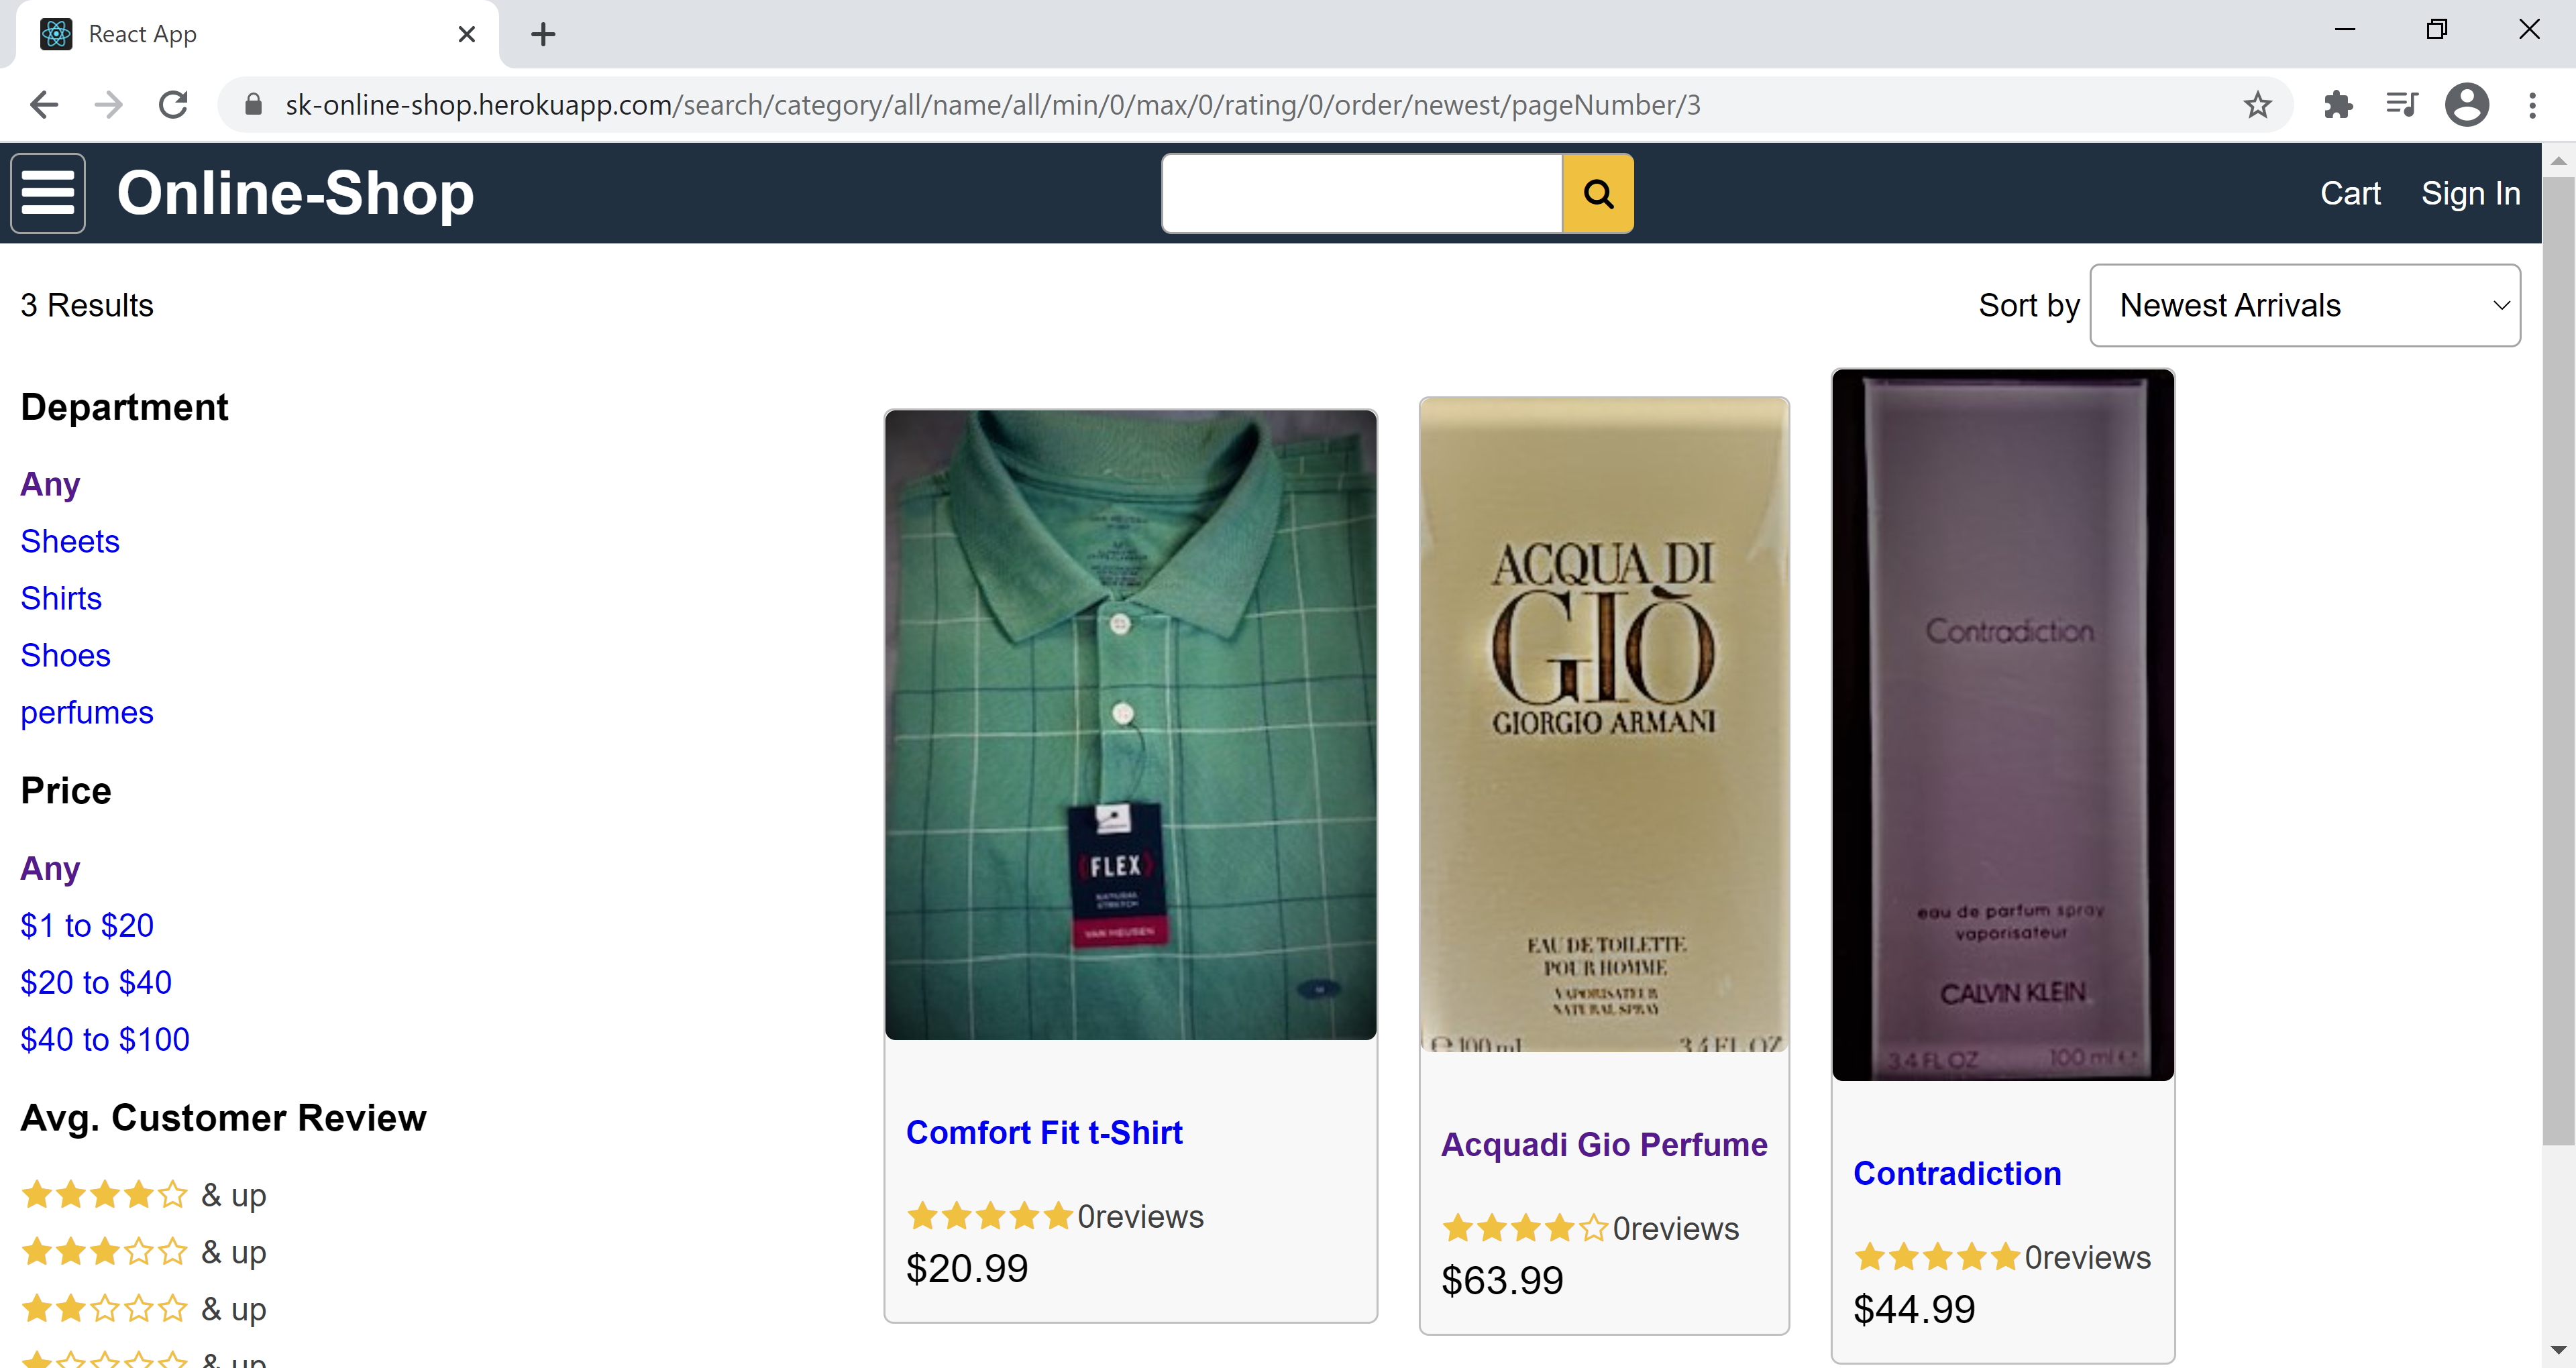 React App
sk-online-shop.herokuapp.com/search/category/all/name/all/min/0/max/0/rating/0/order/newest/pageNumber/3
Online-Shop
Cart
Sign In
3 Results
Sort by
Newest Arrivals
Department
Any
Sheets
Shirts
Shoes
perfumes
Price
Any
$1 to $20
$20 to $40
$40 to $100
Avg. Customer Review
& up
& up
& up
& up
FLEX
NATURAL
STRETCH
VAN HEUSEN
Comfort Fit t-Shirt
0reviews
$20.99
ACQUA DI
GIÒ
GIORGIO ARMANI
EAU DE TOILETTE
POUR HOMME
VAPORISATEUR
NATURAL SPRAY
℮ 100 mL 3.4 FL.OZ
Acquadi Gio Perfume
0reviews
$63.99
Contradiction
eau de parfum spray
vaporisateur
CALVIN KLEIN
3.4 FL OZ 100 ml ℮
Contradiction
0reviews
$44.99